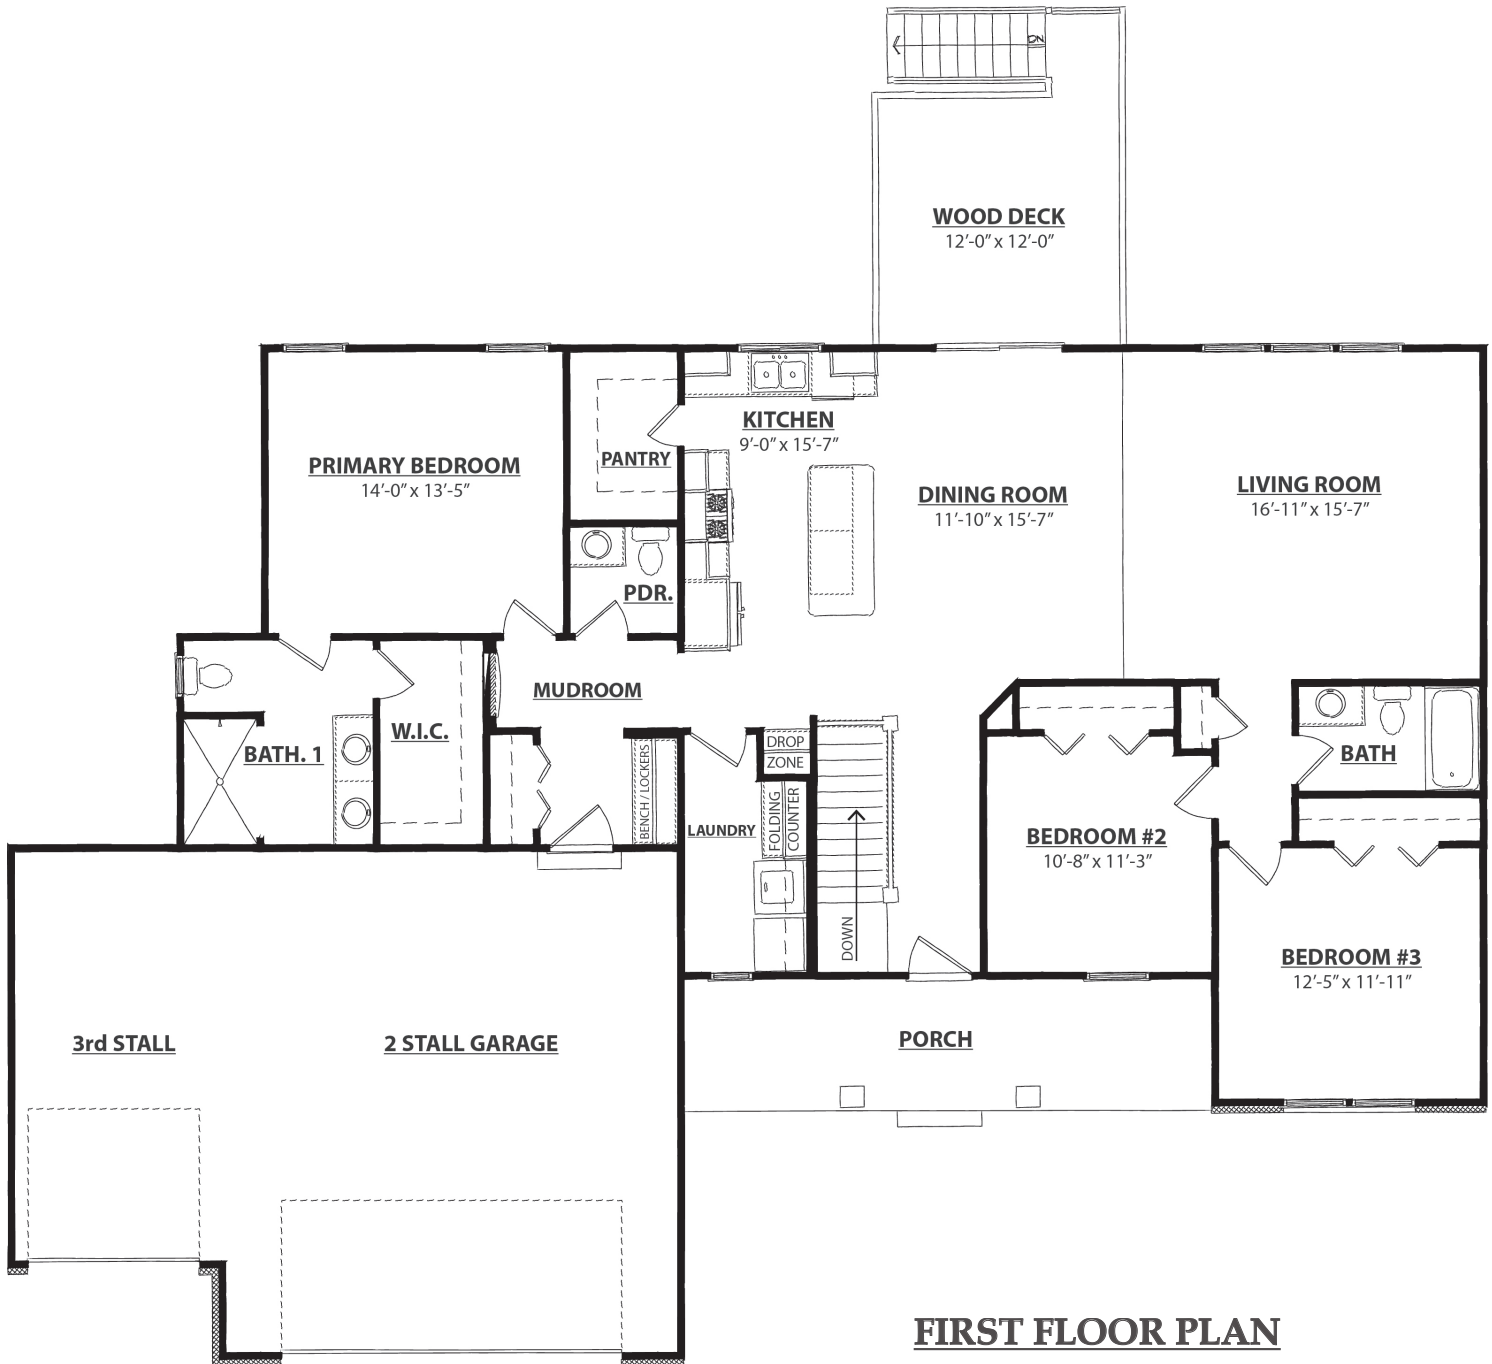 DN
WOOD DECK
12'-0" x 12'-0"
KITCHEN
9'-0" x 15'-7"
PRIMARY BEDROOM
14'-0" x 13'-5"
PANTRY
DINING ROOM
11'-10" x 15'-7"
LIVING ROOM
16'-11" x 15'-7"
PDR.
MUDROOM
W.I.C.
BATH. 1
BENCH / LOCKERS
DROP
ZONE
LAUNDRY
FOLDING
COUNTER
BATH
BEDROOM #2
10'-8" x 11'-3"
DOWN
BEDROOM #3
12'-5" x 11'-11"
3rd STALL
2 STALL GARAGE
PORCH
FIRST FLOOR PLAN